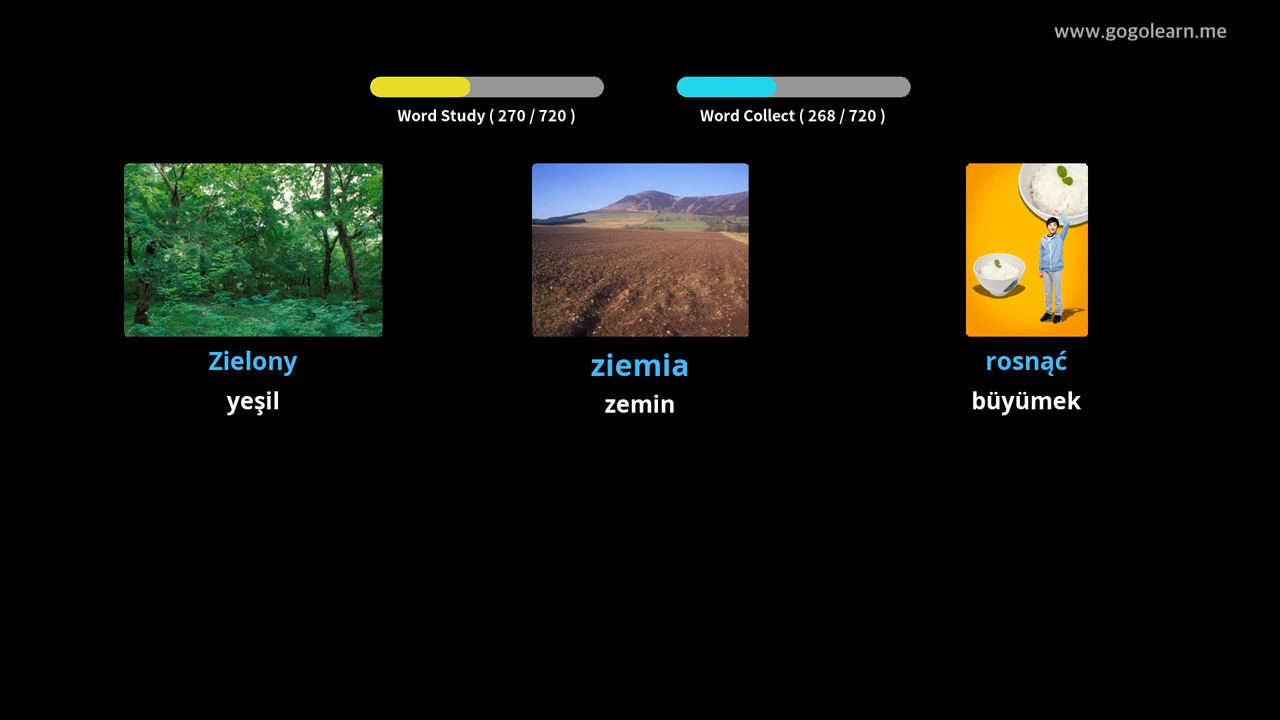 www.gogolearn.me
Word Study ( 270 / 720 )
Word Collect ( 268 / 720 )
Zielony
yeşil
ziemia
zemin
rosnąć
büyümek